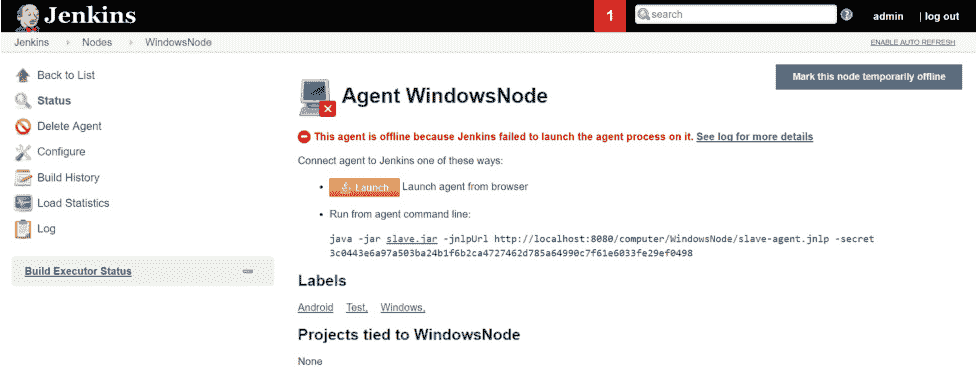 Jenkins
1
search
admin | log out
Jenkins Nodes WindowsNode
ENABLE AUTO REFRESH
Back to List
Status
Delete Agent
Configure
Build History
Load Statistics
Log
Build Executor Status
Mark this node temporarily offline
Agent WindowsNode
This agent is offline because Jenkins failed to launch the agent process on it. See log for more details
Connect agent to Jenkins one of these ways:
Launch Launch agent from browser
Run from agent command line:
java -jar slave.jar -jnlpUrl http://localhost:8080/computer/WindowsNode/slave-agent.jnlp -secret
3c0443e6a97a503ba24b1f6b2ca4727462d785a64990c7f61e6033fe29ef0498
Labels
Android Test, Windows,
Projects tied to WindowsNode
None